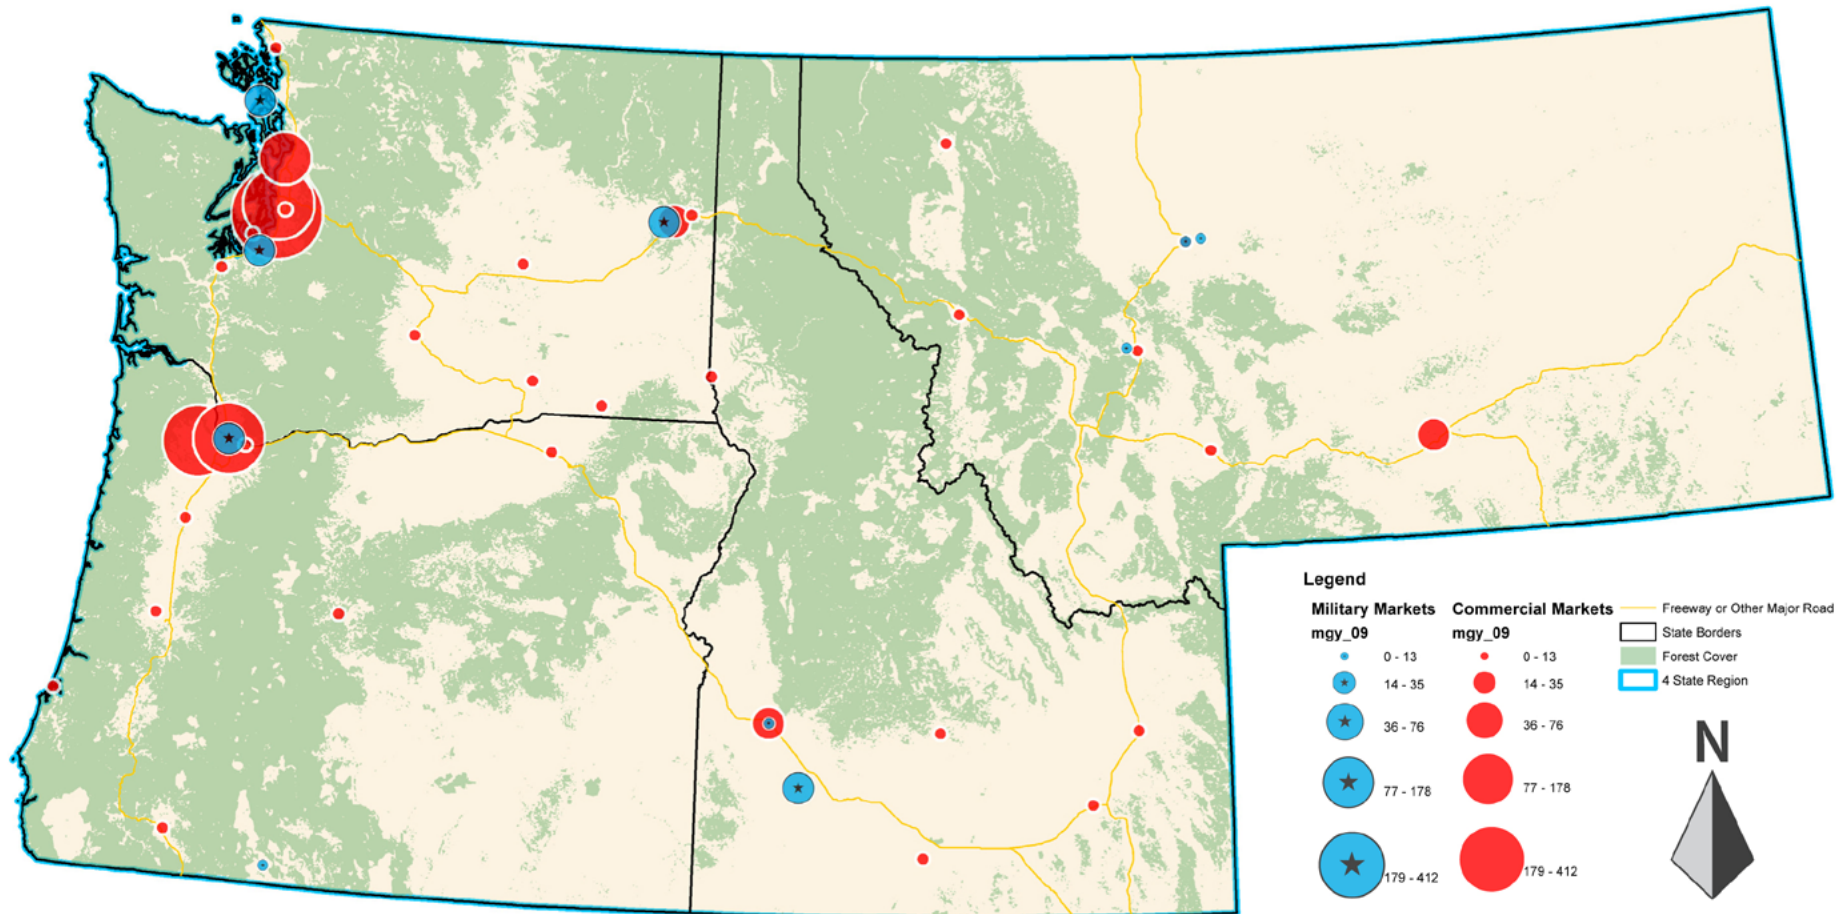 Legend
Military Markets Commercial Markets Freeway or Other Major Road
mgy_09 mgy_09 State Borders
0 - 13 0 - 13 Forest Cover
14 - 35 14 - 35 4 State Region
36 - 76 36 - 76
N
77 - 178 77 - 178
179 - 412 179 - 412